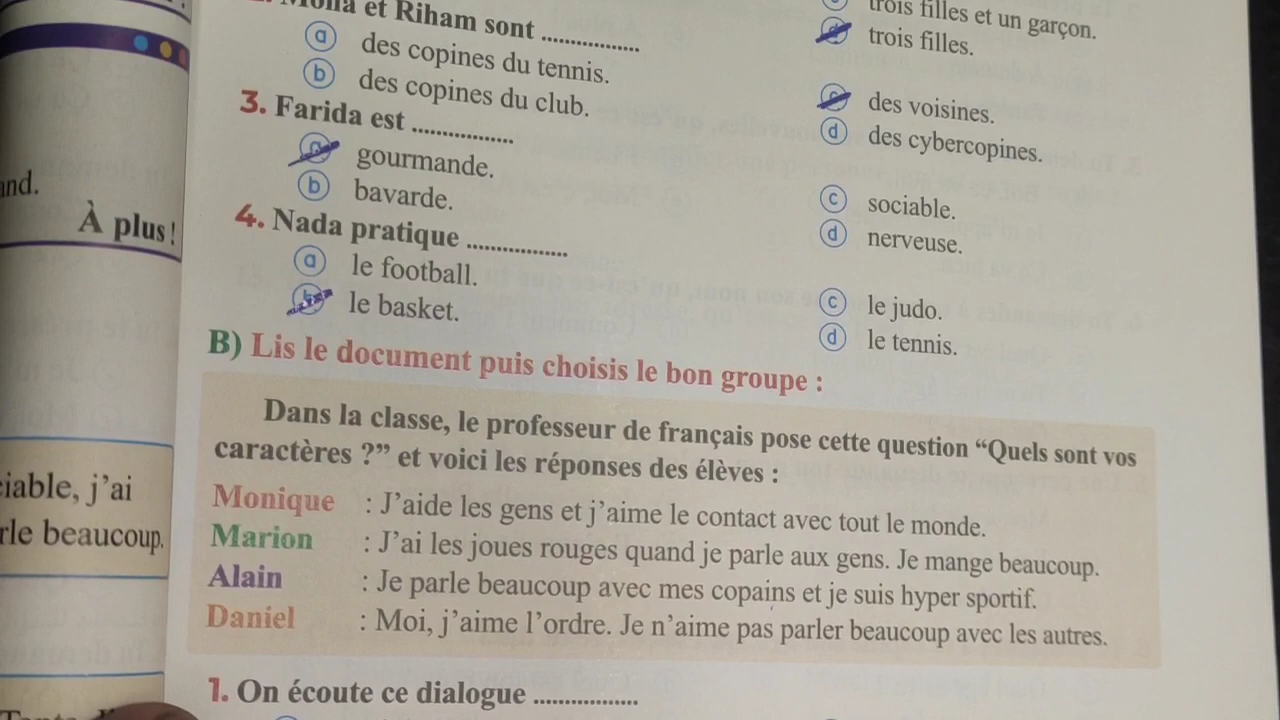 and.
À plus!
ciable, j'ai
rle beaucoup.
et Riham sont ................
ⓐ des copines du tennis.
ⓑ des copines du club.
trois filles et un garçon.
trois filles.
des voisines.
ⓓ des cybercopines.
3. Farida est ................
gourmande.
ⓑ bavarde.
ⓒ sociable.
ⓓ nerveuse.
4. Nada pratique ................
ⓐ le football.
le basket.
ⓒ le judo.
ⓓ le tennis.
B) Lis le document puis choisis le bon groupe :
Dans la classe, le professeur de français pose cette question “Quels sont vos
caractères ?” et voici les réponses des élèves :
Monique : J'aide les gens et j'aime le contact avec tout le monde.
Marion : J'ai les joues rouges quand je parle aux gens. Je mange beaucoup.
Alain : Je parle beaucoup avec mes copains et je suis hyper sportif.
Daniel : Moi, j'aime l'ordre. Je n'aime pas parler beaucoup avec les autres.
1. On écoute ce dialogue ................